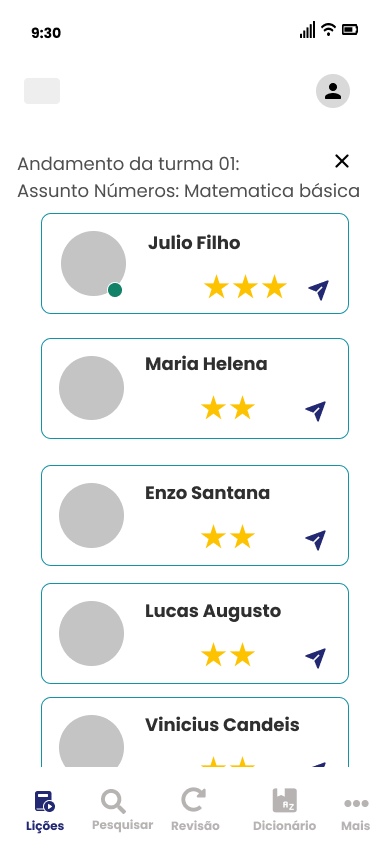 9:30
Andamento da turma 01:
Assunto Números: Matematica básica
Julio Filho
Maria Helena
Enzo Santana
Lucas Augusto
Vinicius Candeis
Lições Pesquisar Revisão Dicionário Mais